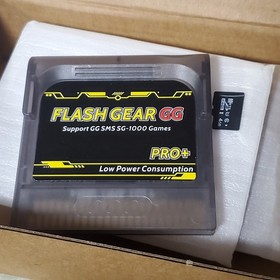 FLASH GEAR GG
Support GG SMS SG-1000 Games
PRO+
Low Power Consumption